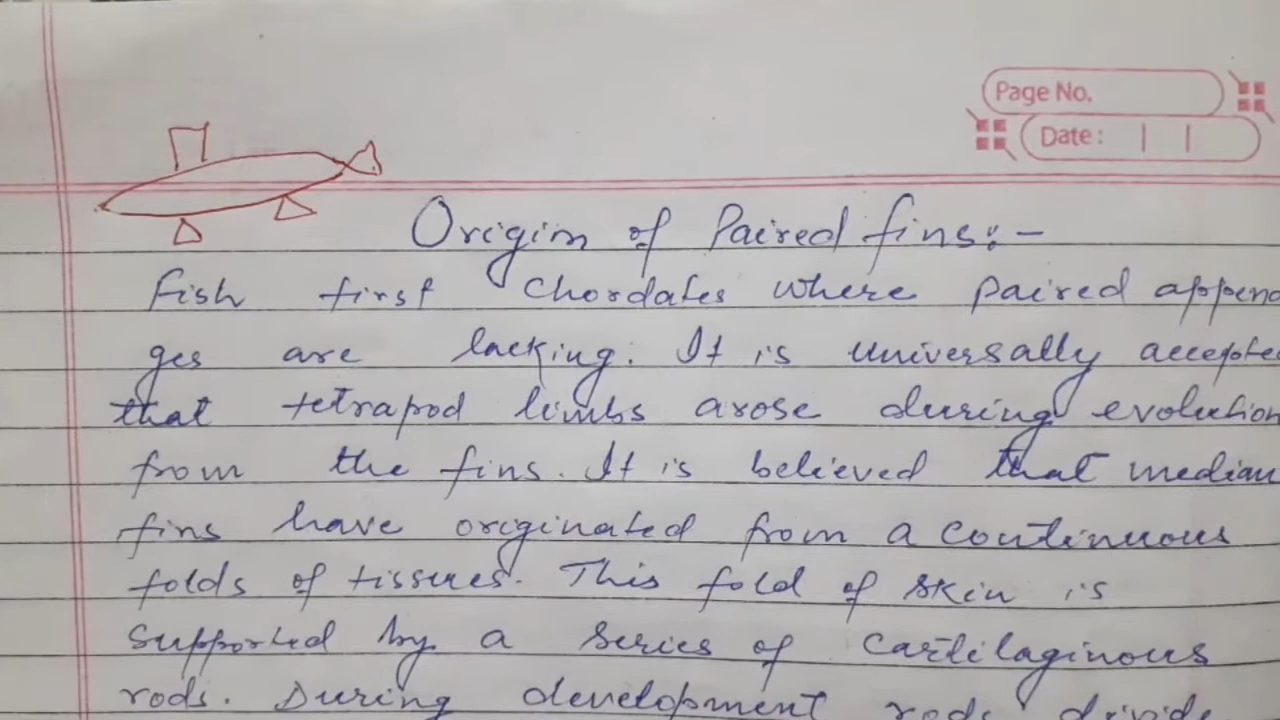 Page No.
Date :
Origin of Paired fins:-
Fish first chordates where paired appen
ges are lacking. It is universally accepte
that tetrapod limbs arose during evolution
from the fins. It is believed that median
fins have originated from a continuous
folds of tissues. This fold of skin is
supported by a series of cartilaginous
rods. During development rods divide